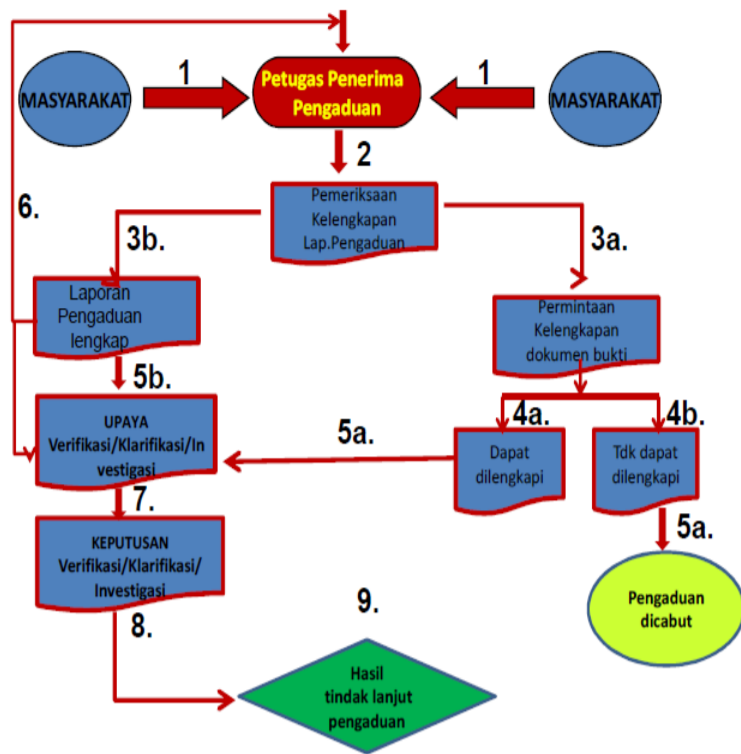 1
1
MASYARAKAT
Petugas Penerima
Pengaduan
MASYARAKAT
2
6.
Pemeriksaan
Kelengkapan
Lap.Pengaduan
3b.
3a.
Laporan
Pengaduan
lengkap
Permintaan
Kelengkapan
dokumen bukti
5b.
4a.
4b.
UPAYA
Verifikasi/Klarifikasi/In
vestigasi
5a.
Dapat
dilengkapi
Tdk dapat
dilengkapi
7.
5a.
KEPUTUSAN
Verifikasi/Klarifikasi/
Investigasi
Pengaduan
dicabut
8.
9.
Hasil
tindak lanjut
pengaduan